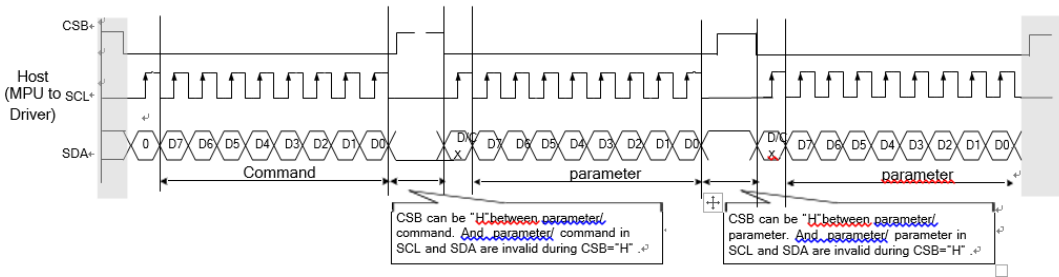 CSB
Host
(MPU to
Driver)
SCL
SDA
0 D7 D6 D5 D4 D3 D2 D1 D0 D/C X D7 D6 D5 D4 D3 D2 D1 D0 D/C X D7 D6 D5 D4 D3 D2 D1 D0
Command parameter parameter
CSB can be "H"between parameter/
command. And parameter/ command in
SCL and SDA are invalid during CSB="H" .
CSB can be "H"between parameter/
parameter. And parameter/ parameter in
SCL and SDA are invalid during CSB="H" .